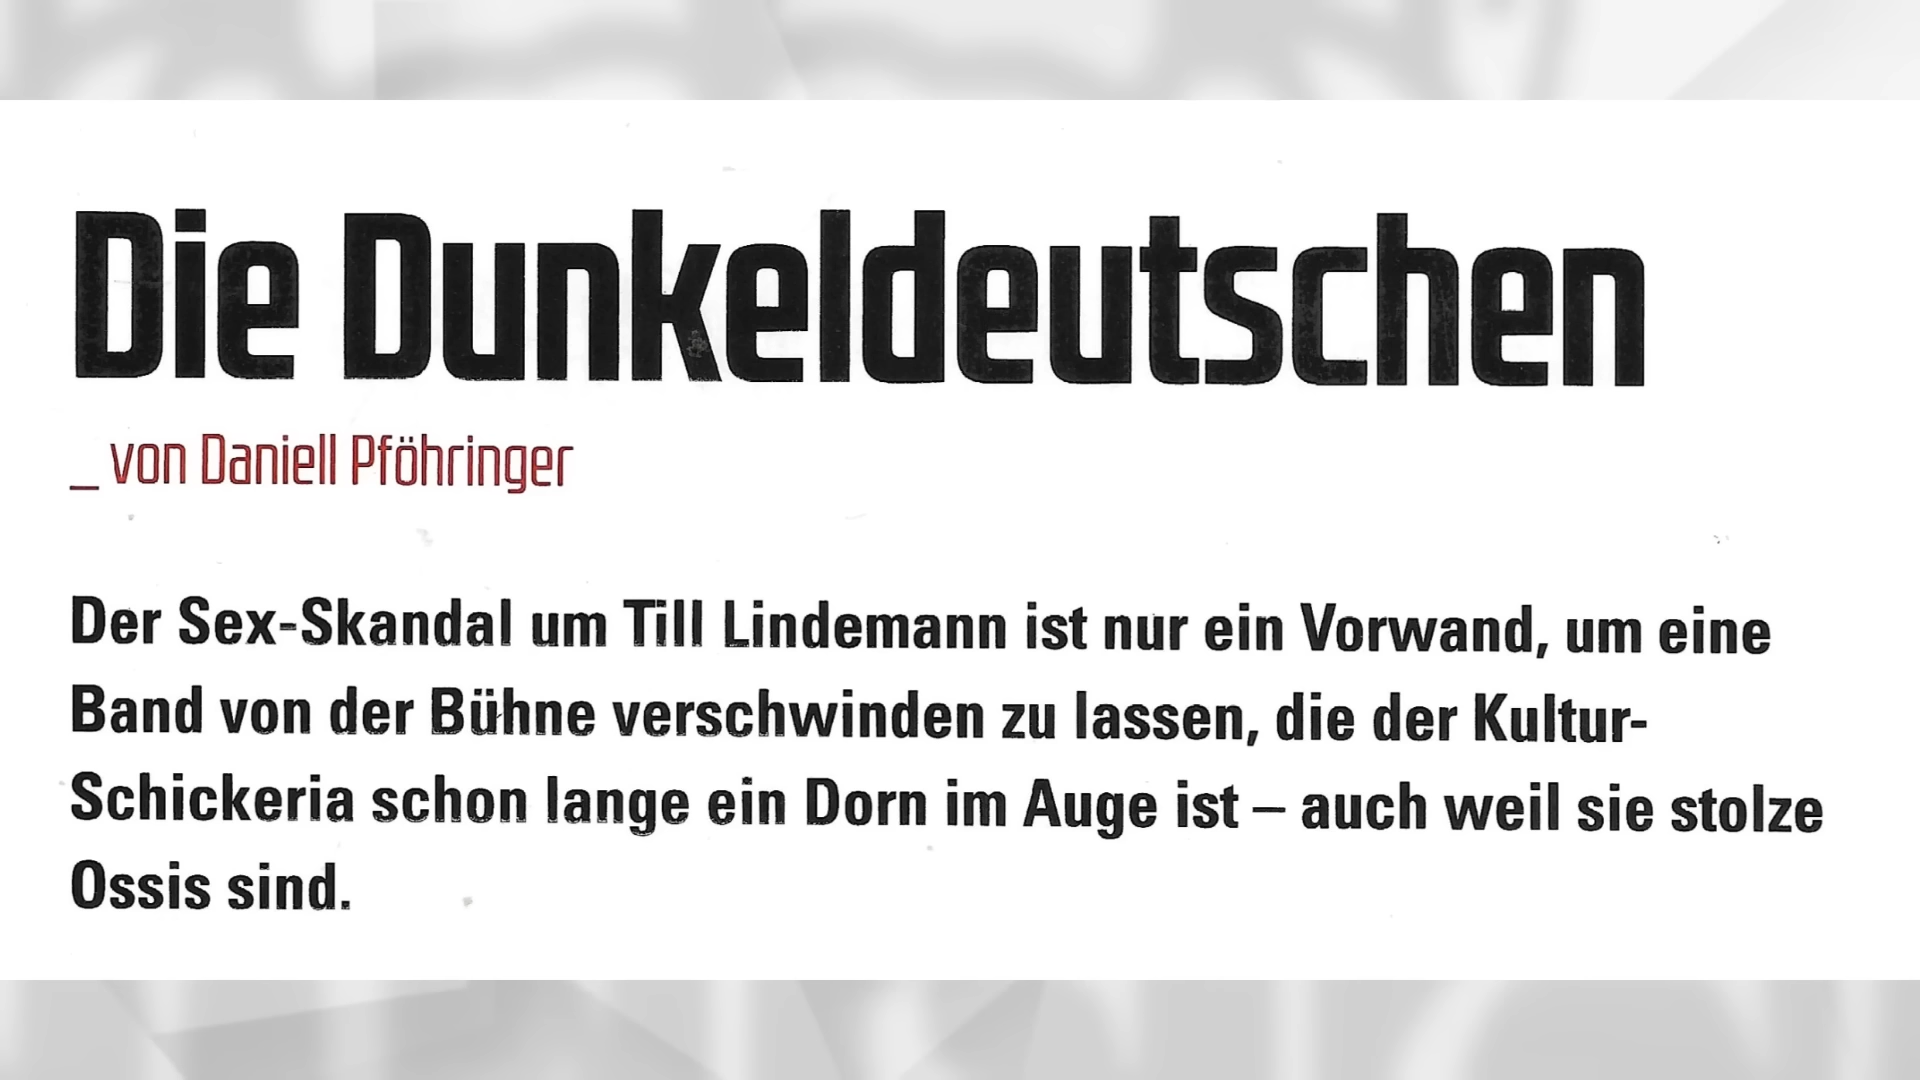 Die Dunkeldeutschen
_ von Daniell Pföhringer
Der Sex-Skandal um Till Lindemann ist nur ein Vorwand, um eine
Band von der Bühne verschwinden zu lassen, die der Kultur-
Schickeria schon lange ein Dorn im Auge ist – auch weil sie stolze
Ossis sind.